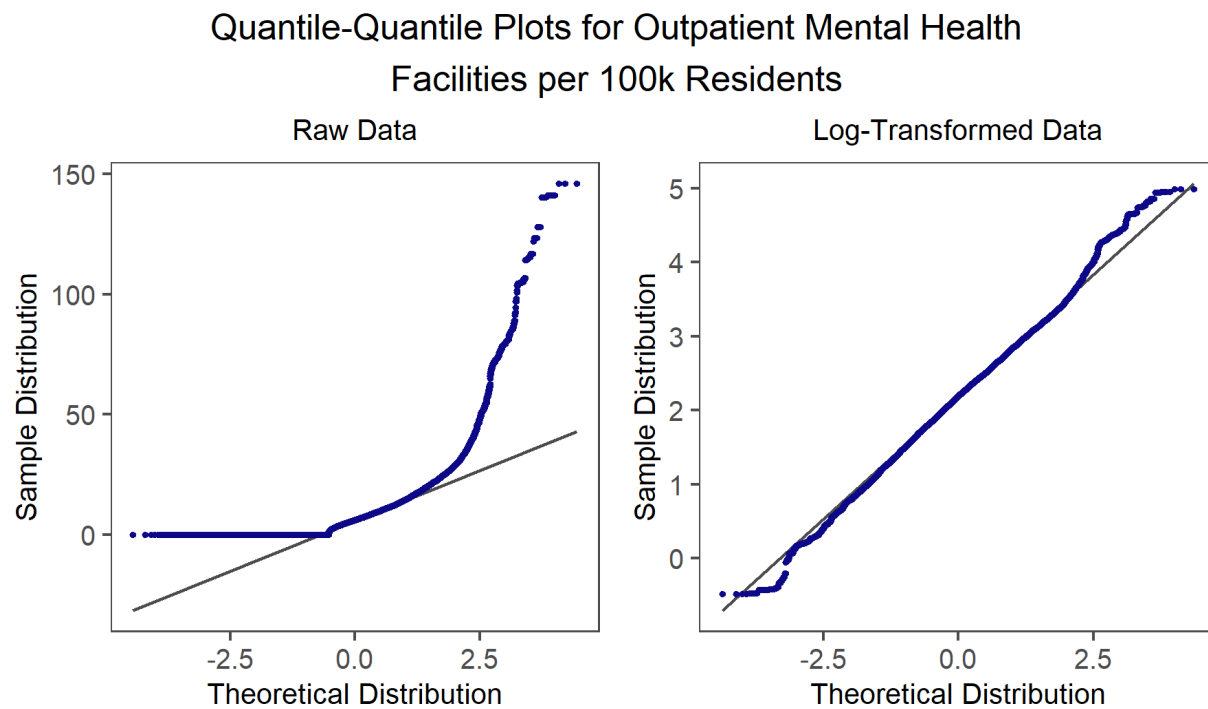 Quantile-Quantile Plots for Outpatient Mental Health
Facilities per 100k Residents
Raw Data
Sample Distribution
150
100
50
0
-2.5 0.0 2.5
Theoretical Distribution
Log-Transformed Data
Sample Distribution
5
4
3
2
1
0
-2.5 0.0 2.5
Theoretical Distribution